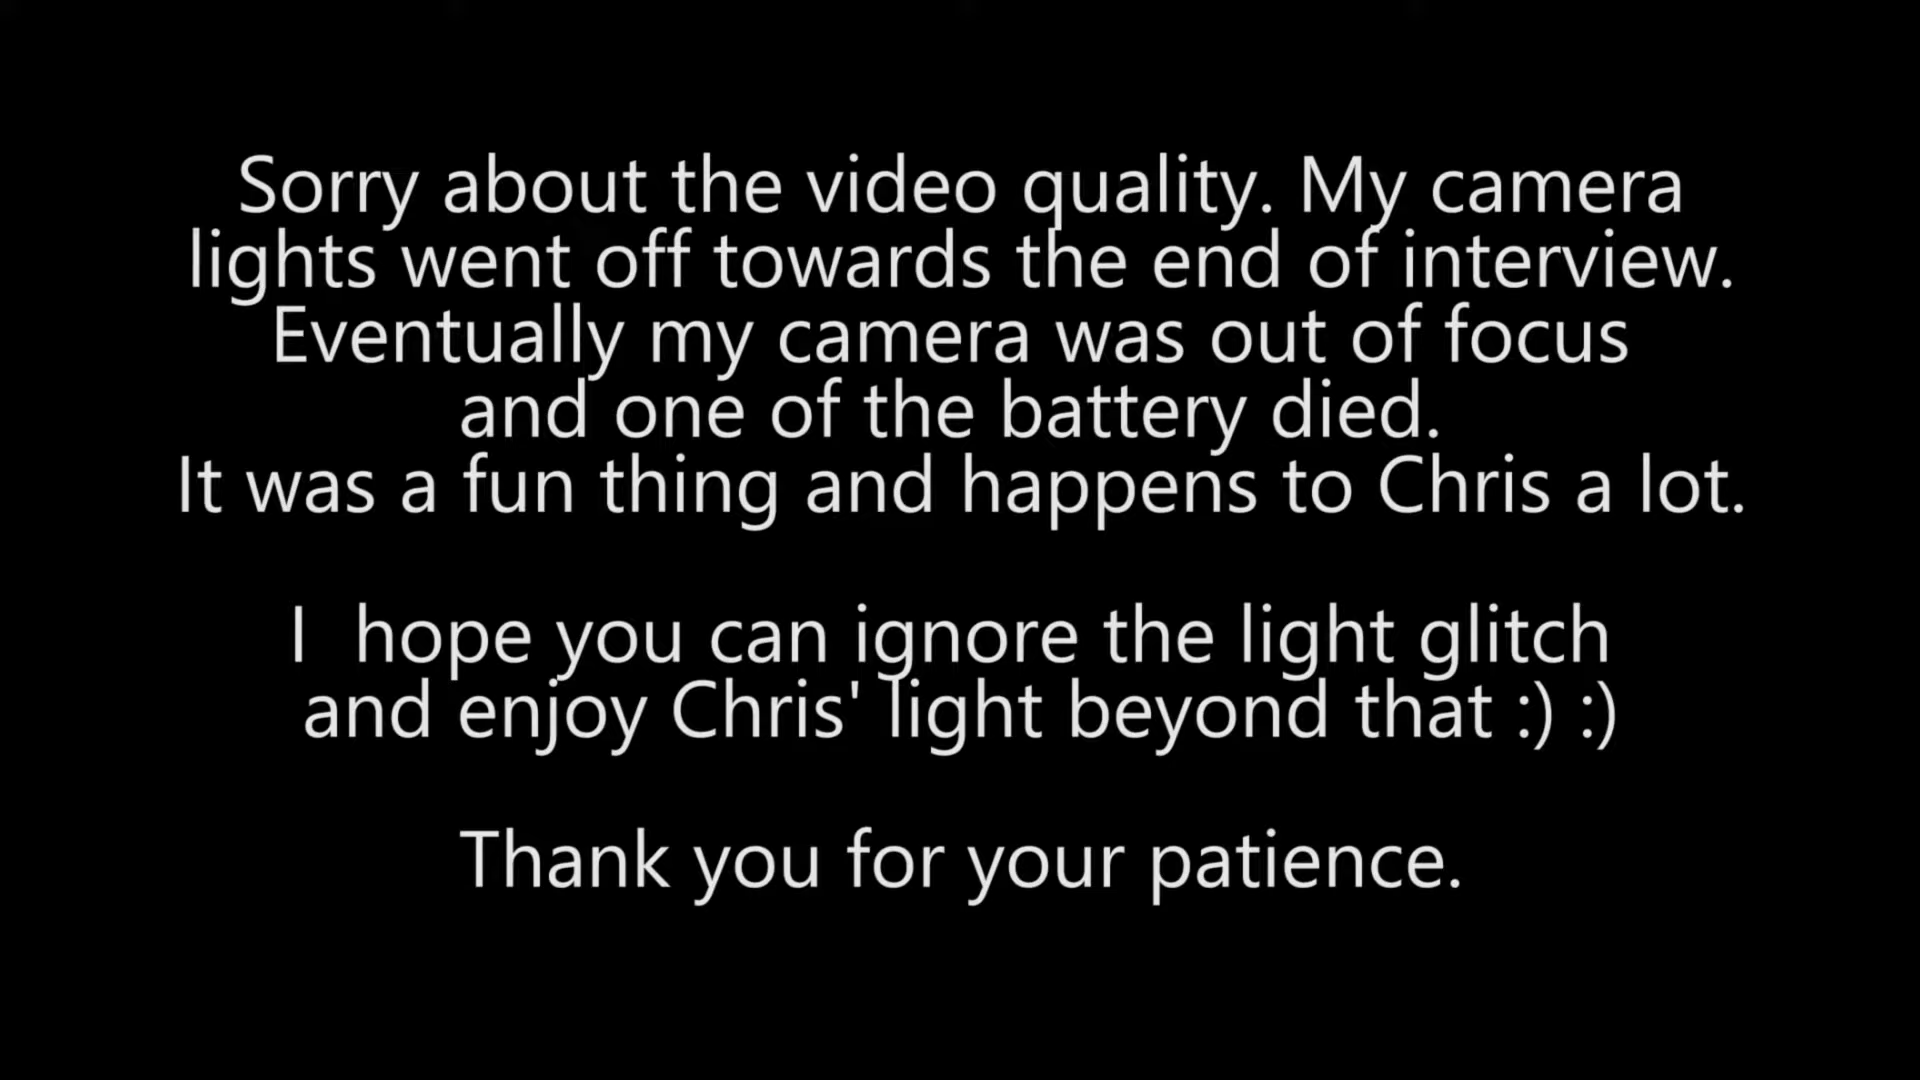 Sorry about the video quality. My camera
lights went off towards the end of interview.
Eventually my camera was out of focus
and one of the battery died.
It was a fun thing and happens to Chris a lot.
I  hope you can ignore the light glitch
and enjoy Chris' light beyond that :) :)
Thank you for your patience.